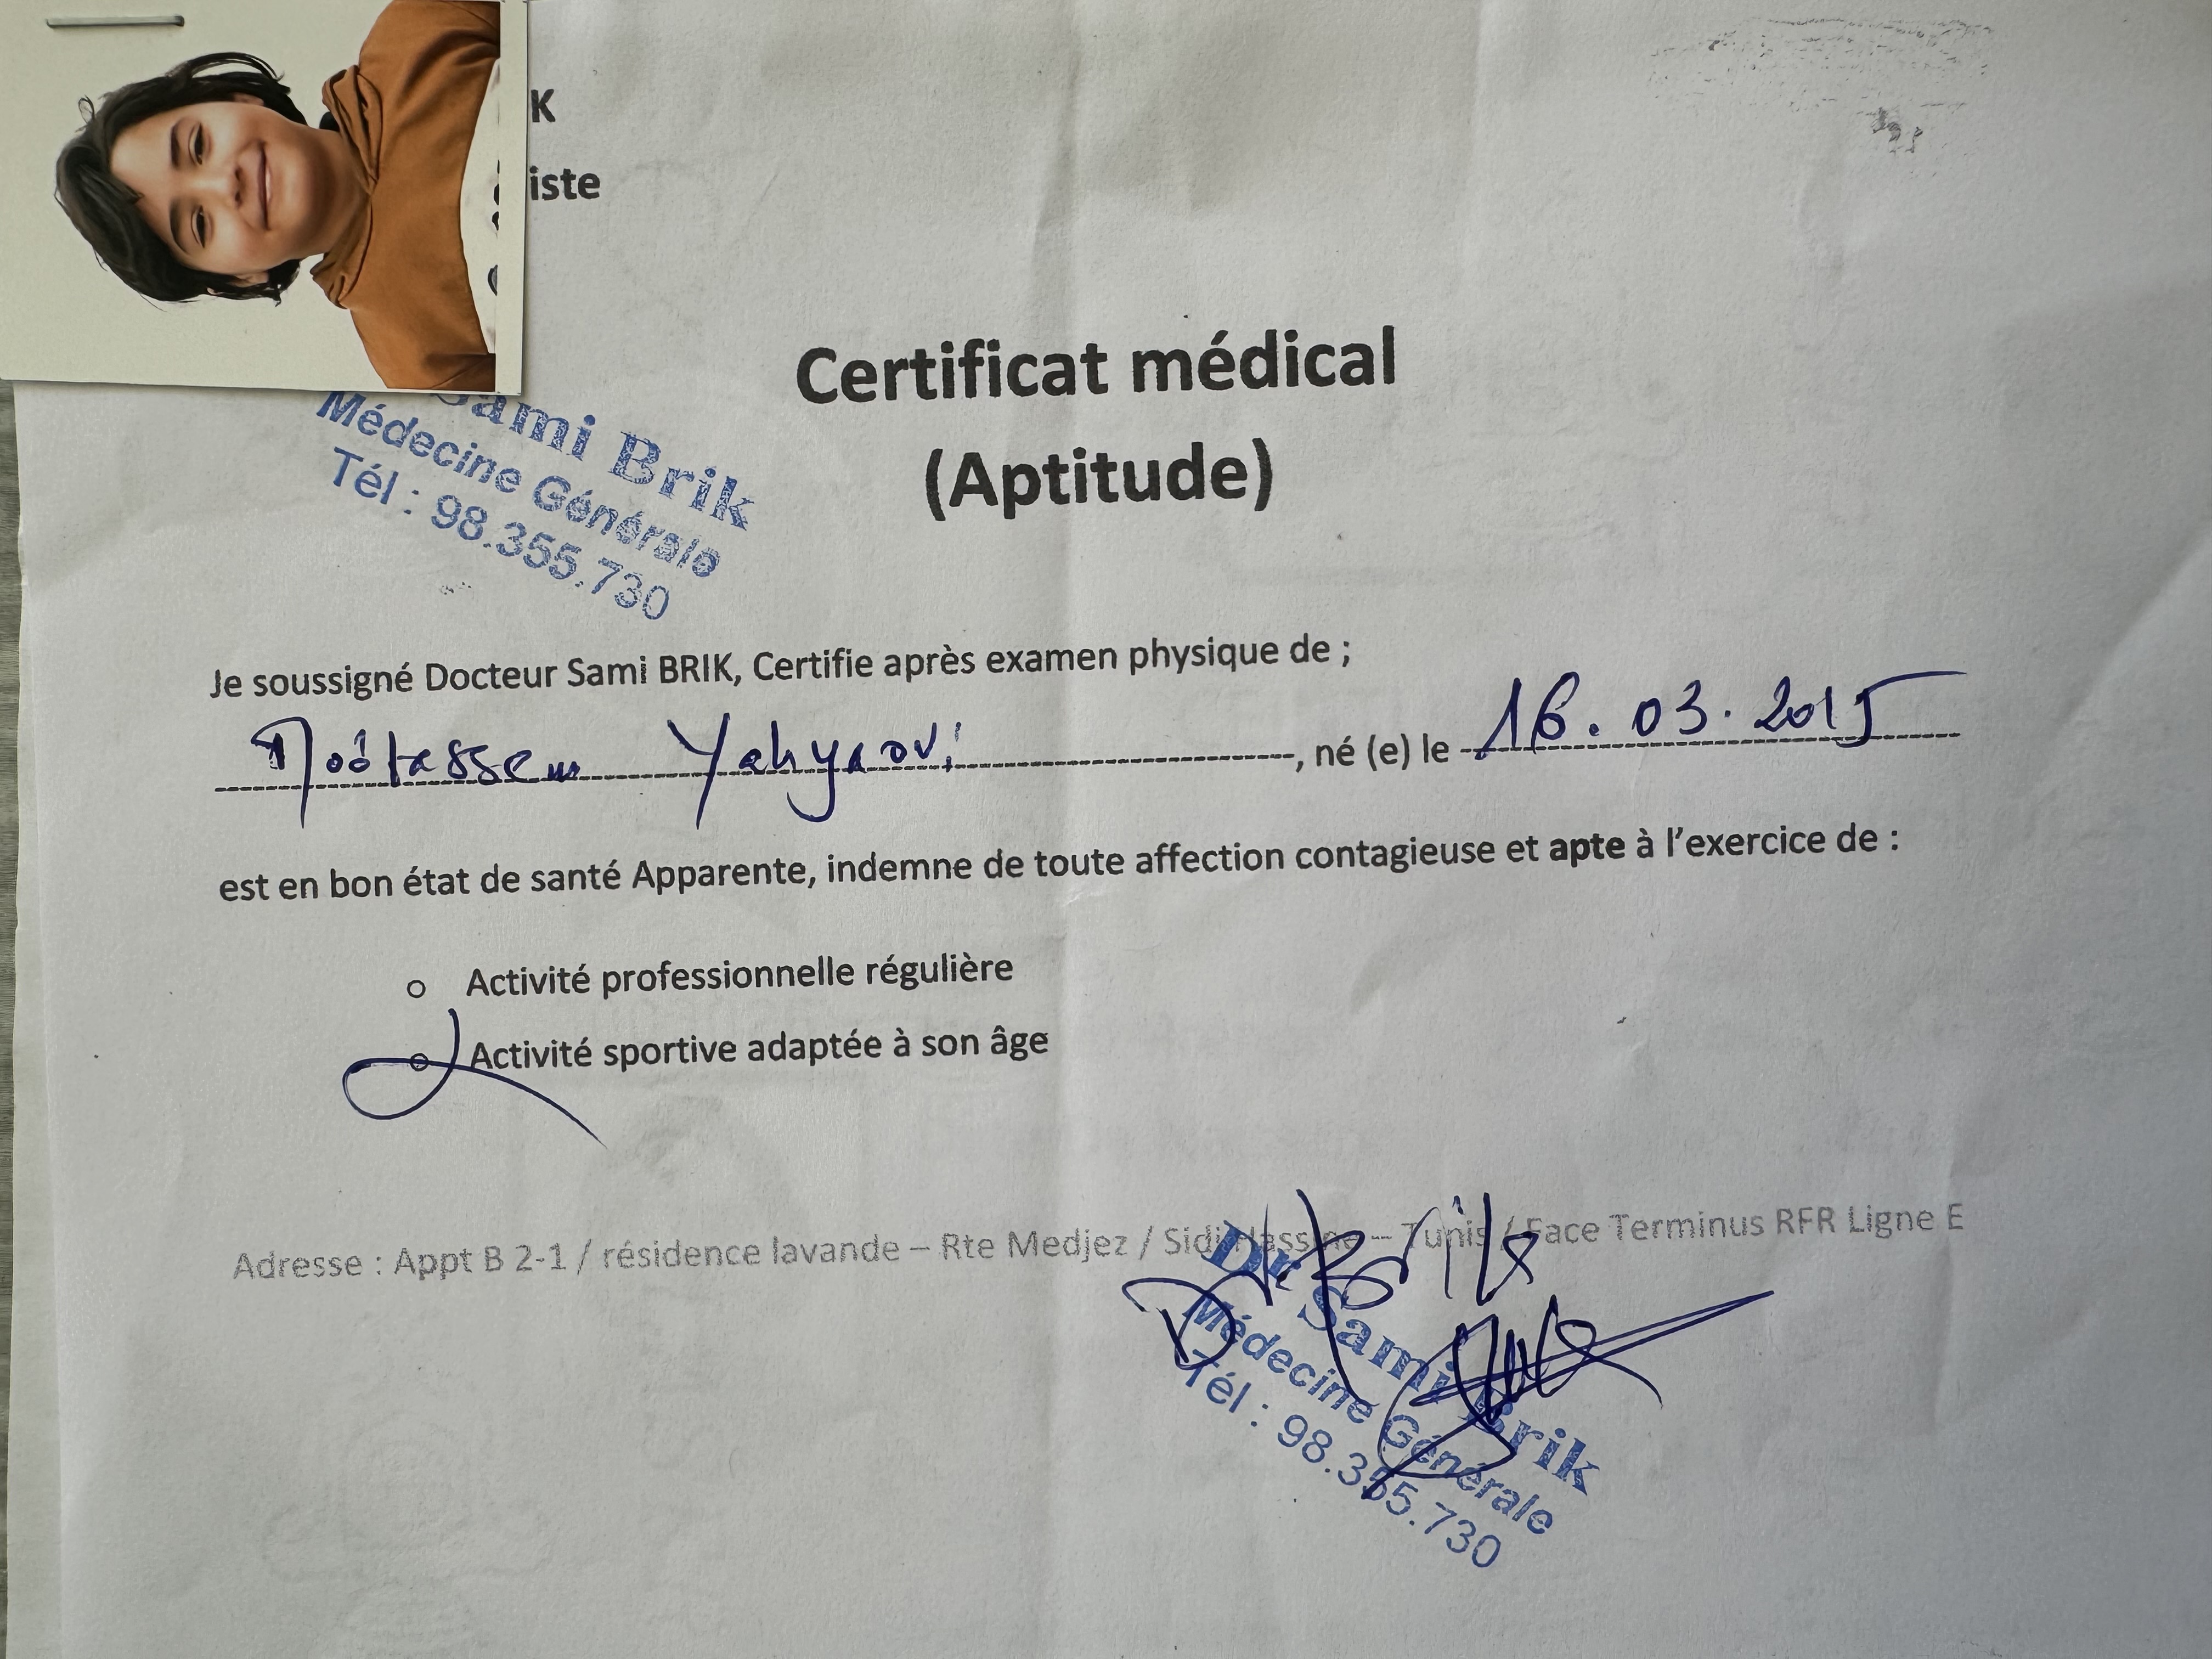 K
iste
Certificat médical
(Aptitude)
Sami Brik
Médecine Générale
Tél : 98.355.730
Je soussigné Docteur Sami BRIK, Certifie après examen physique de ;
Moôtassem Yahyaoui, né (e) le 16.03.2015
est en bon état de santé Apparente, indemne de toute affection contagieuse et apte à l'exercice de :
o Activité professionnelle régulière
o Activité sportive adaptée à son âge
Adresse : Appt B 2-1 / résidence lavande – Rte Medjez / Sidi Hassine – Tunis / Face Terminus RFR Ligne E
Dr Brik
Dr Sami Brik
Médecine Générale
Tél : 98.355.730